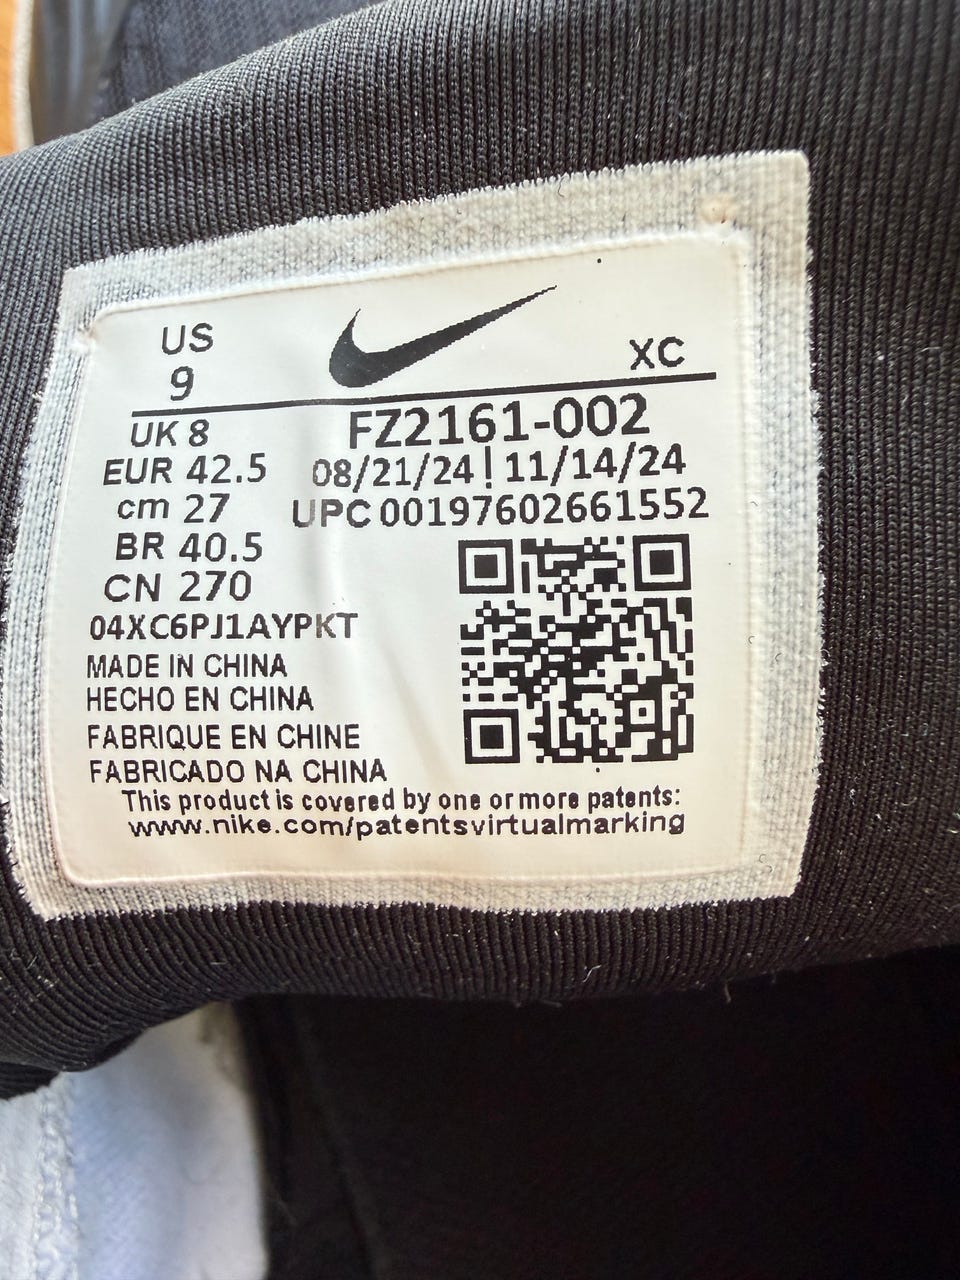 US
9
XC
UK 8
FZ2161-002
EUR 42.5
08/21/24 | 11/14/24
cm 27
UPC 00197602661552
BR 40.5
CN 270
04XC6PJ1AYPKT
MADE IN CHINA
HECHO EN CHINA
FABRIQUE EN CHINE
FABRICADO NA CHINA
This product is covered by one or more patents:
www.nike.com/patentsvirtualmarking